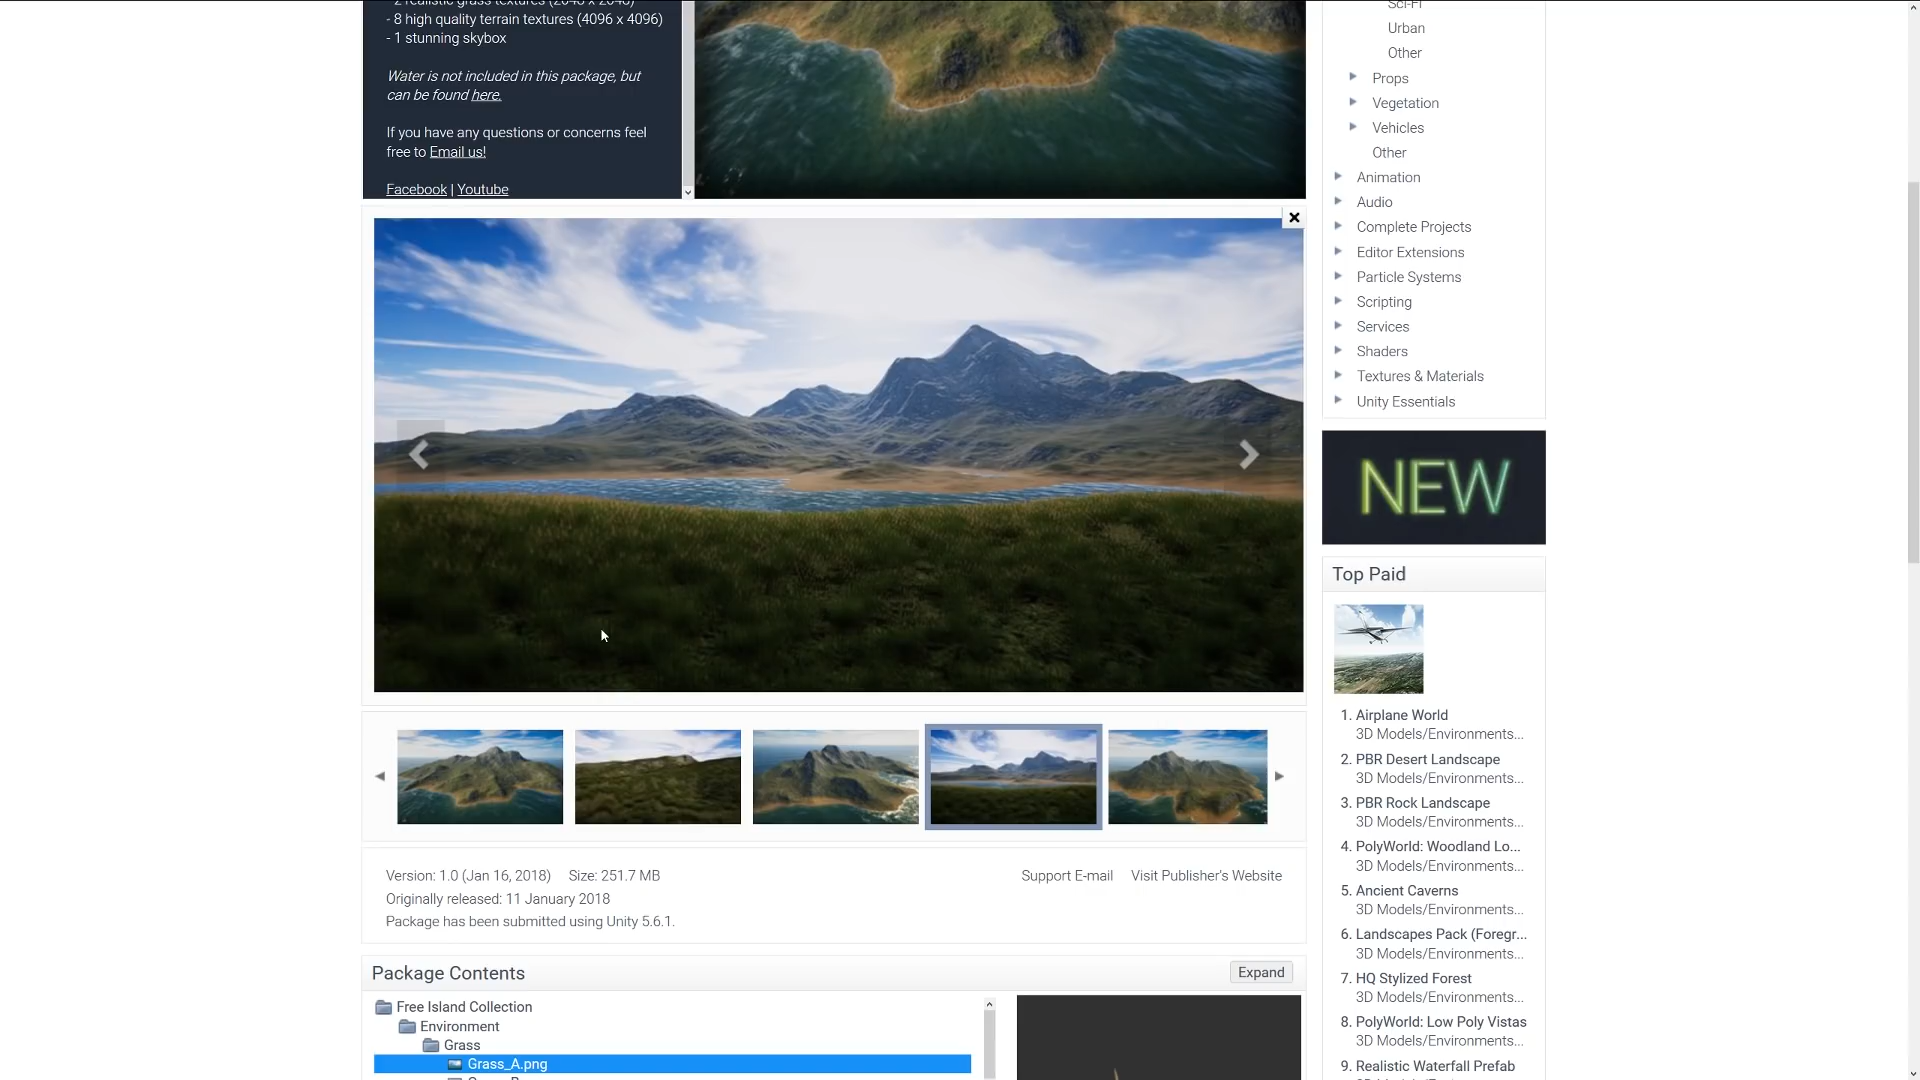 - 2 realistic grass textures (2048 x 2048)
- 8 high quality terrain textures (4096 x 4096)
- 1 stunning skybox
Water is not included in this package, but
can be found here.
If you have any questions or concerns feel
free to Email us!
Facebook | Youtube
Version: 1.0 (Jan 16, 2018) Size: 251.7 MB
Support E-mail Visit Publisher's Website
Originally released: 11 January 2018
Package has been submitted using Unity 5.6.1.
Package Contents
Expand
Free Island Collection
Environment
Grass
Grass_A.png
Sci-Fi
Urban
Other
Props
Vegetation
Vehicles
Other
Animation
Audio
Complete Projects
Editor Extensions
Particle Systems
Scripting
Services
Shaders
Textures & Materials
Unity Essentials
NEW
Top Paid
1. Airplane World
3D Models/Environments...
2. PBR Desert Landscape
3D Models/Environments...
3. PBR Rock Landscape
3D Models/Environments...
4. PolyWorld: Woodland Lo...
3D Models/Environments...
5. Ancient Caverns
3D Models/Environments...
6. Landscapes Pack (Foregr...
3D Models/Environments...
7. HQ Stylized Forest
3D Models/Environments...
8. PolyWorld: Low Poly Vistas
3D Models/Environments...
9. Realistic Waterfall Prefab